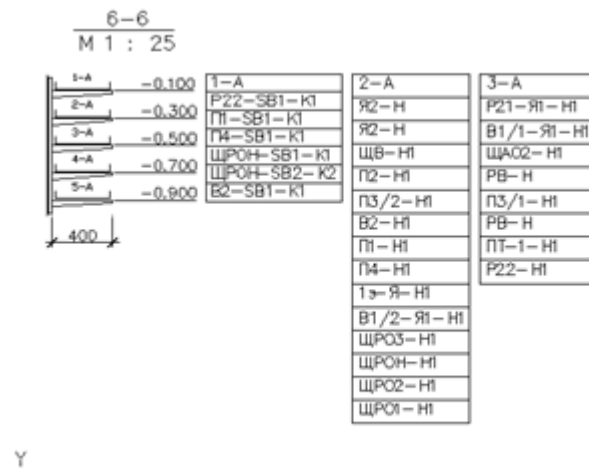 6-6
М 1 : 25
1-А
-0.100
2-А
-0.300
3-А
-0.500
4-А
-0.700
5-А
-0.900
400
1-А
Р22-SB1-К1
П1-SB1-К1
П4-SB1-К1
ЩРОН-SB1-К1
ЩРОН-SB2-К2
В2-SB1-К1
2-А
Я2-Н
Я2-Н
ЩВ-Н1
П2-Н1
П3/2-Н1
В2-Н1
П1-Н1
П4-Н1
1э-Я-Н1
В1/2-Я1-Н1
ЩРО3-Н1
ЩРОН-Н1
ЩРО2-Н1
ЩРО1-Н1
3-А
Р21-Я1-Н1
В1/1-Я1-Н1
ЩАО2-Н1
РВ-Н
П3/1-Н1
РВ-Н
ПТ-1-Н1
Р22-Н1
Y